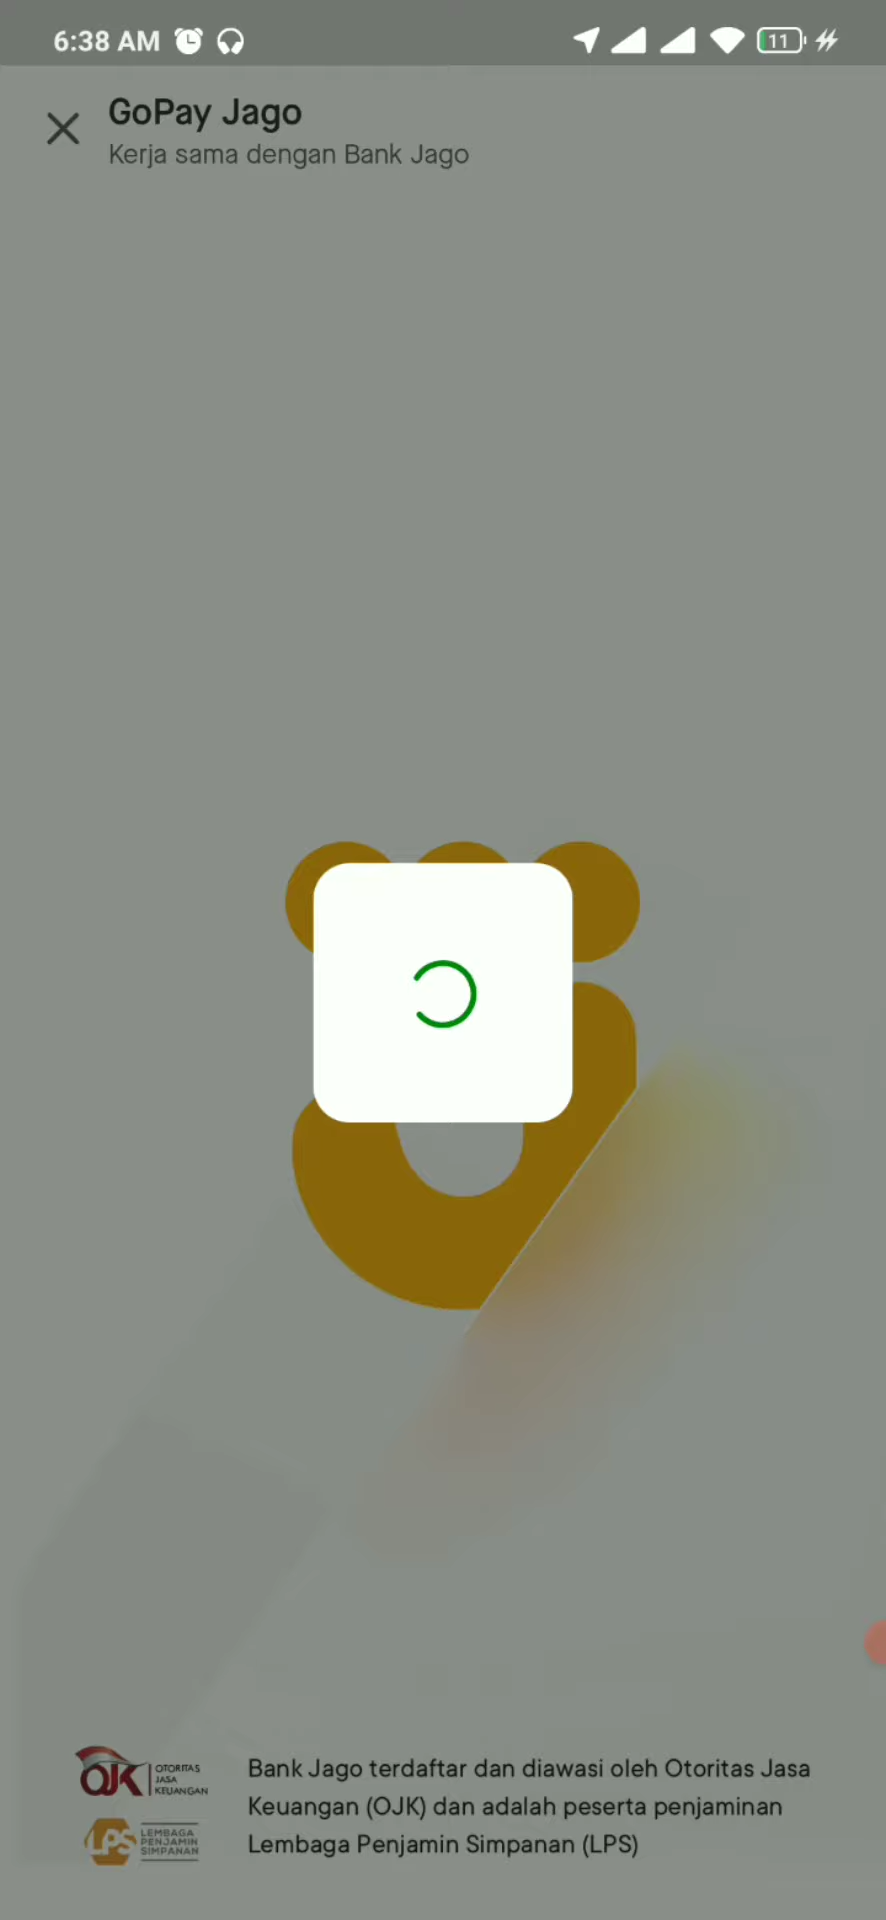 6:38 AM
11
GoPay Jago
Kerja sama dengan Bank Jago
OJK
OTORITAS
JASA
KEUANGAN
LPS
LEMBAGA
PENJAMIN
SIMPANAN
Bank Jago terdaftar dan diawasi oleh Otoritas Jasa
Keuangan (OJK) dan adalah peserta penjaminan
Lembaga Penjamin Simpanan (LPS)